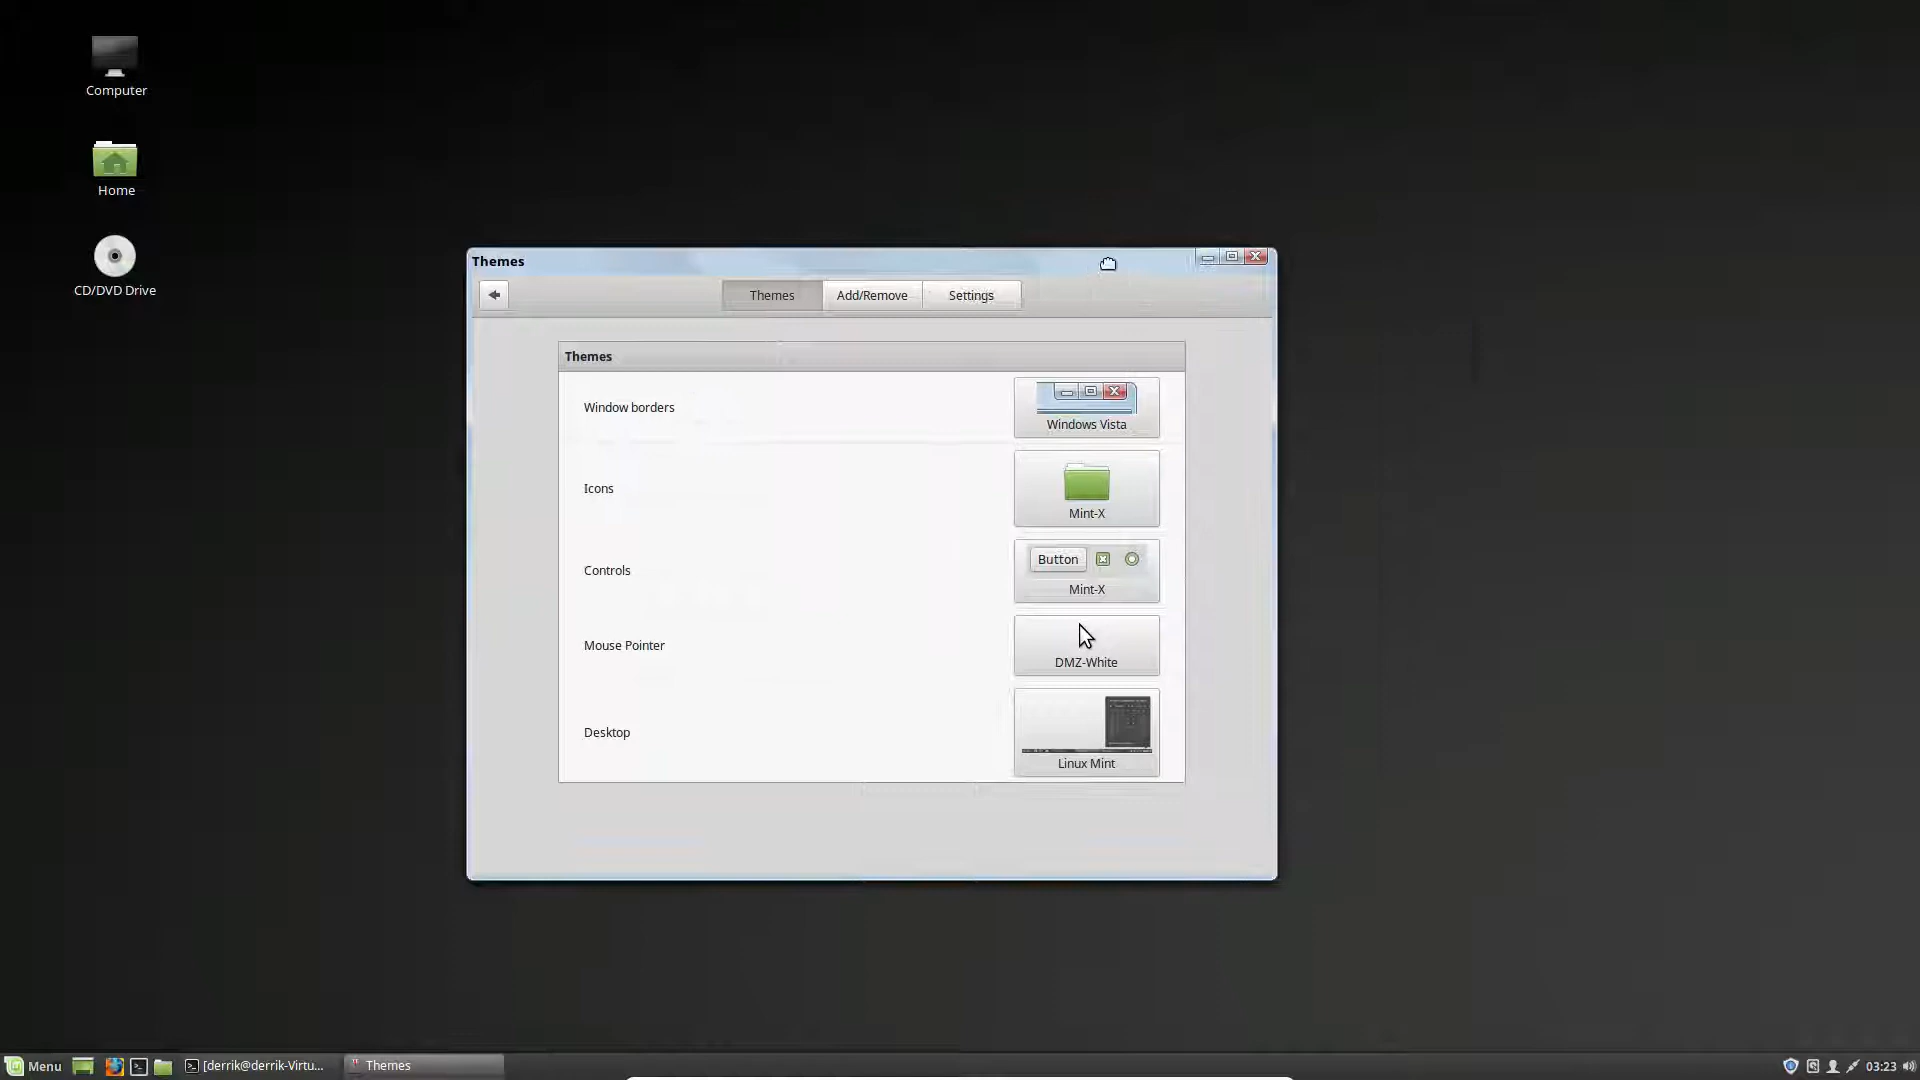 Computer
Home
CD/DVD Drive
Themes
Themes
Add/Remove
Settings
Themes
Window borders
Windows Vista
Icons
Mint-X
Controls
Button
Mint-X
Mouse Pointer
DMZ-White
Desktop
Linux Mint
Menu
[derrik@derrik-Virtu...
Themes
03:23